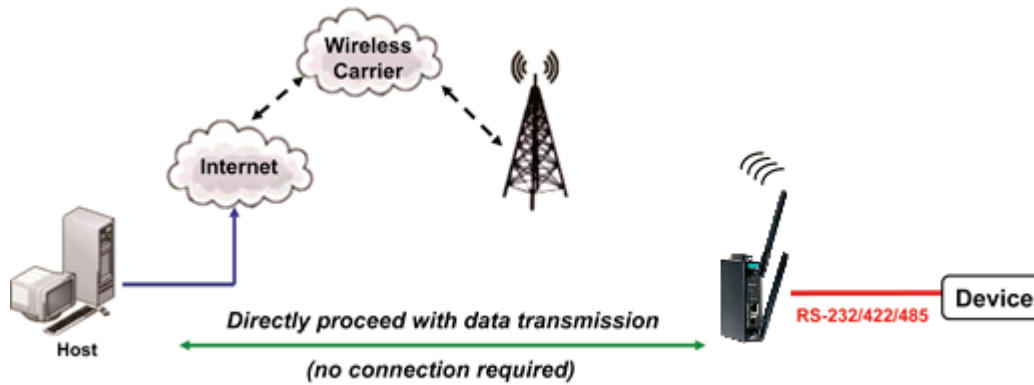 Wireless
Carrier
Internet
Host
Directly proceed with data transmission
(no connection required)
RS-232/422/485
Device